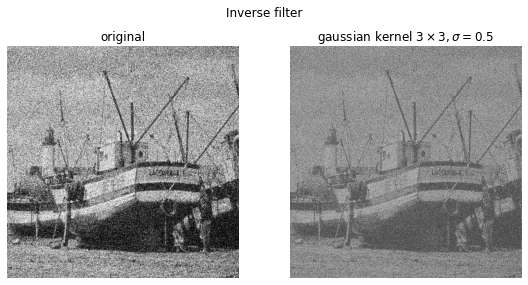 Inverse filter
original
gaussian kernel 3 × 3, σ = 0.5